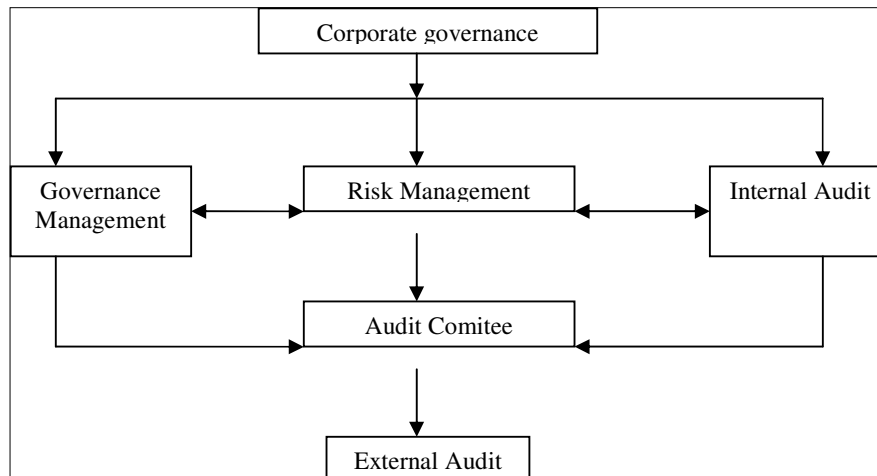 Corporate governance
Governance
Management
Risk Management
Internal Audit
Audit Comitee
External Audit